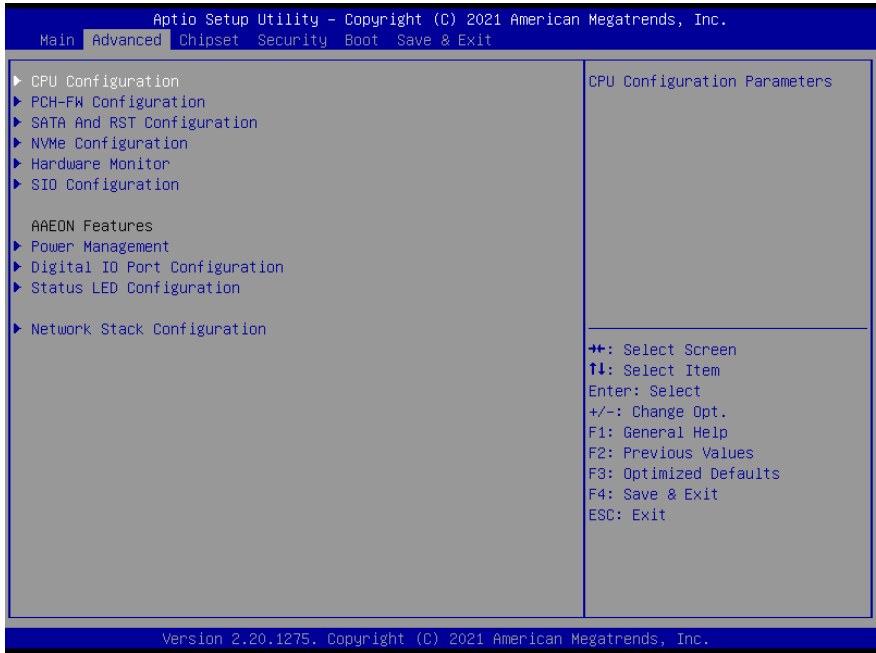 Aptio Setup Utility – Copyright (C) 2021 American Megatrends, Inc.
Main Advanced Chipset Security Boot Save & Exit
▶ CPU Configuration
▶ PCH-FW Configuration
▶ SATA And RST Configuration
▶ NVMe Configuration
▶ Hardware Monitor
▶ SIO Configuration
AAEON Features
▶ Power Management
▶ Digital IO Port Configuration
▶ Status LED Configuration
▶ Network Stack Configuration
CPU Configuration Parameters
→←: Select Screen
↑↓: Select Item
Enter: Select
+/-: Change Opt.
F1: General Help
F2: Previous Values
F3: Optimized Defaults
F4: Save & Exit
ESC: Exit
Version 2.20.1275. Copyright (C) 2021 American Megatrends, Inc.